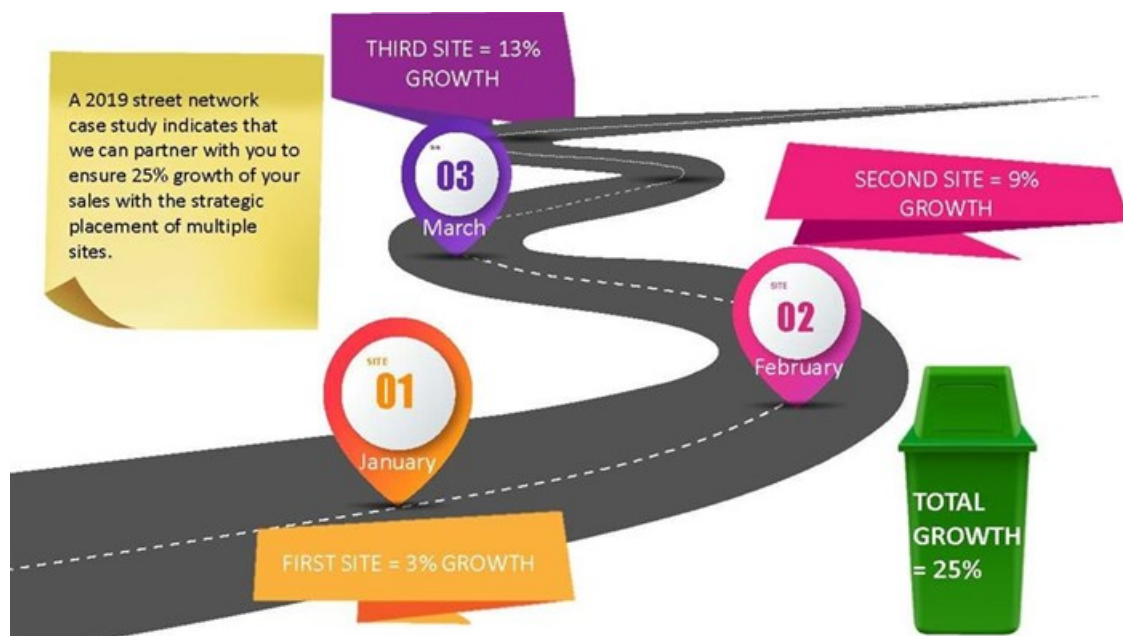 THIRD SITE = 13%
GROWTH
A 2019 street network
case study indicates that
we can partner with you to
ensure 25% growth of your
sales with the strategic
placement of multiple
sites.
03
March
SECOND SITE = 9%
GROWTH
SITE
02
February
SITE
01
January
FIRST SITE = 3% GROWTH
TOTAL
GROWTH
= 25%